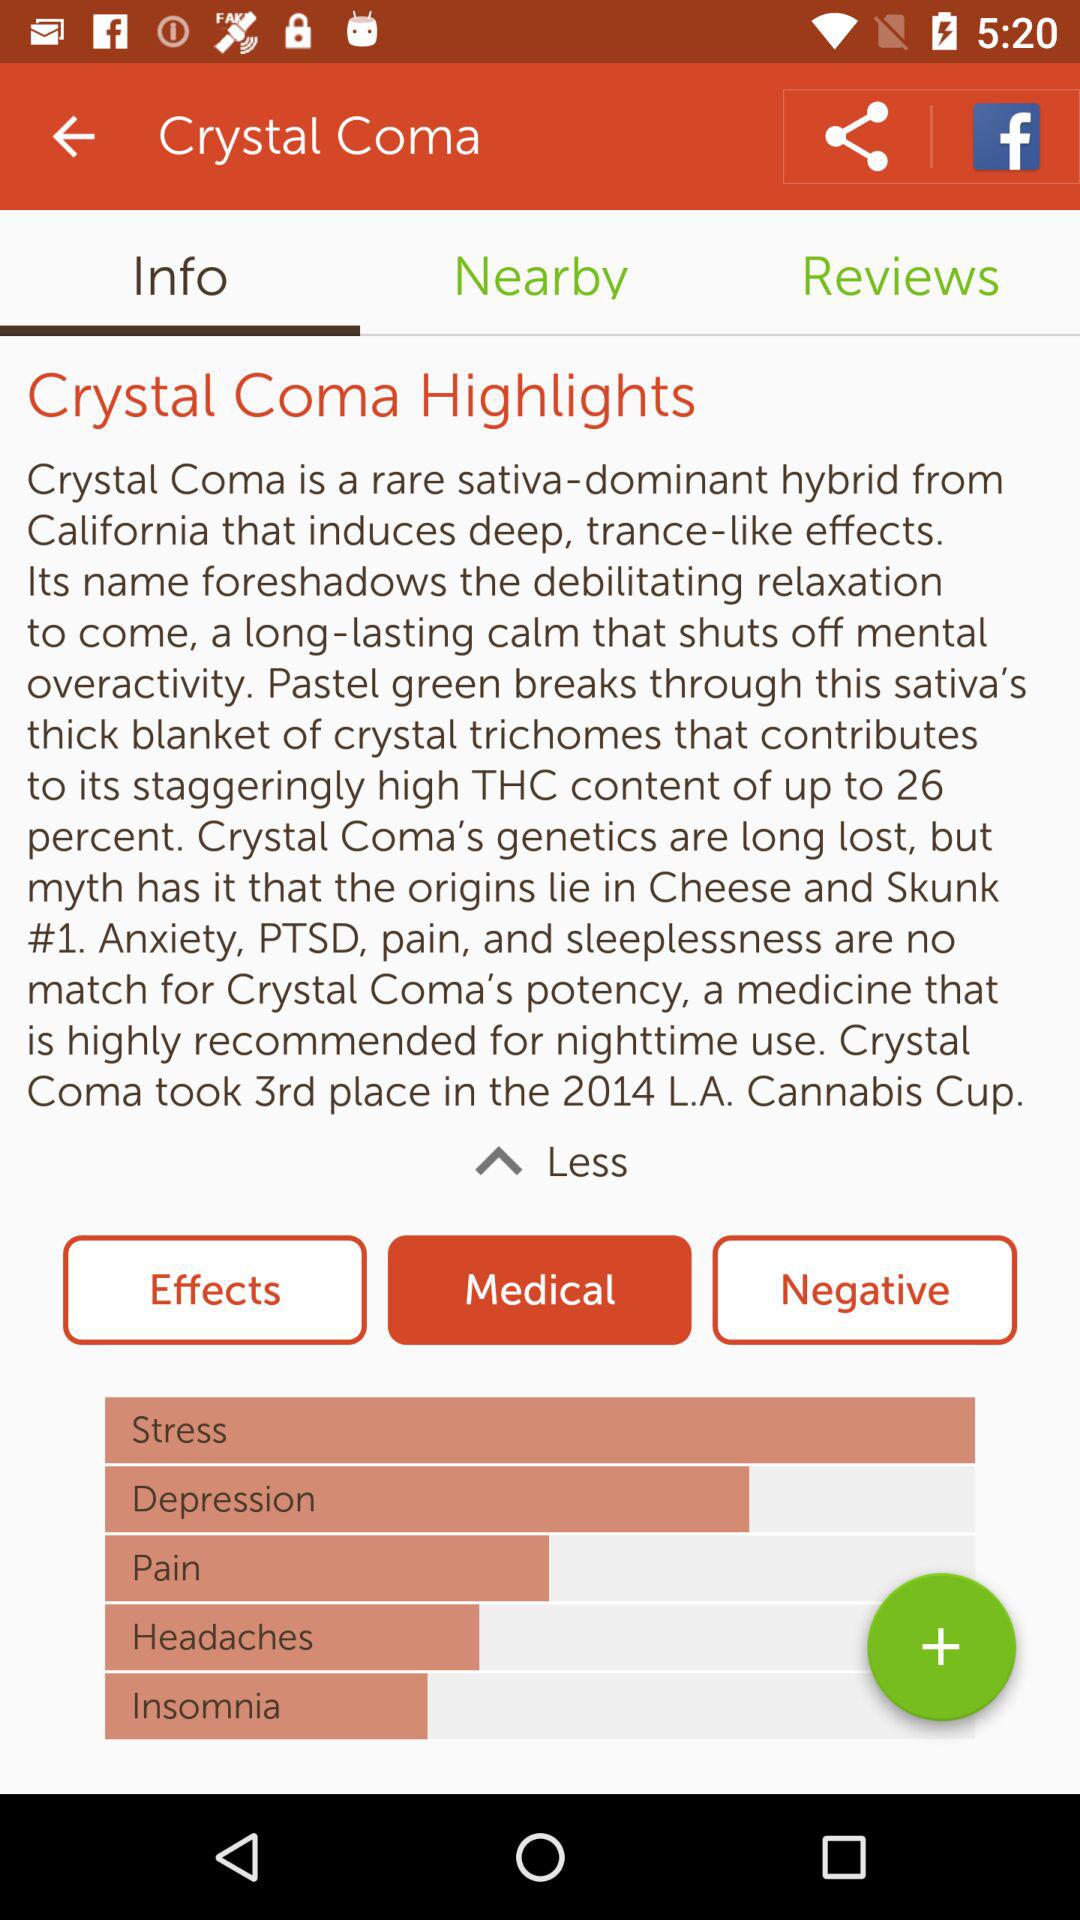 FAKE
5:20
Crystal Coma
Info Nearby Reviews
Crystal Coma Highlights
Crystal Coma is a rare sativa-dominant hybrid from
California that induces deep, trance-like effects.
Its name foreshadows the debilitating relaxation
to come, a long-lasting calm that shuts off mental
overactivity. Pastel green breaks through this sativa’s
thick blanket of crystal trichomes that contributes
to its staggeringly high THC content of up to 26
percent. Crystal Coma’s genetics are long lost, but
myth has it that the origins lie in Cheese and Skunk
#1. Anxiety, PTSD, pain, and sleeplessness are no
match for Crystal Coma’s potency, a medicine that
is highly recommended for nighttime use. Crystal
Coma took 3rd place in the 2014 L.A. Cannabis Cup.
Less
Effects Medical Negative
Stress
Depression
Pain
Headaches
Insomnia